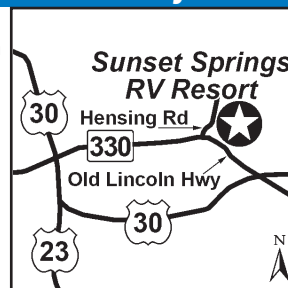 Sunset Springs
RV Resort
30
Hensing Rd
330
Old Lincoln Hwy
30
23
N